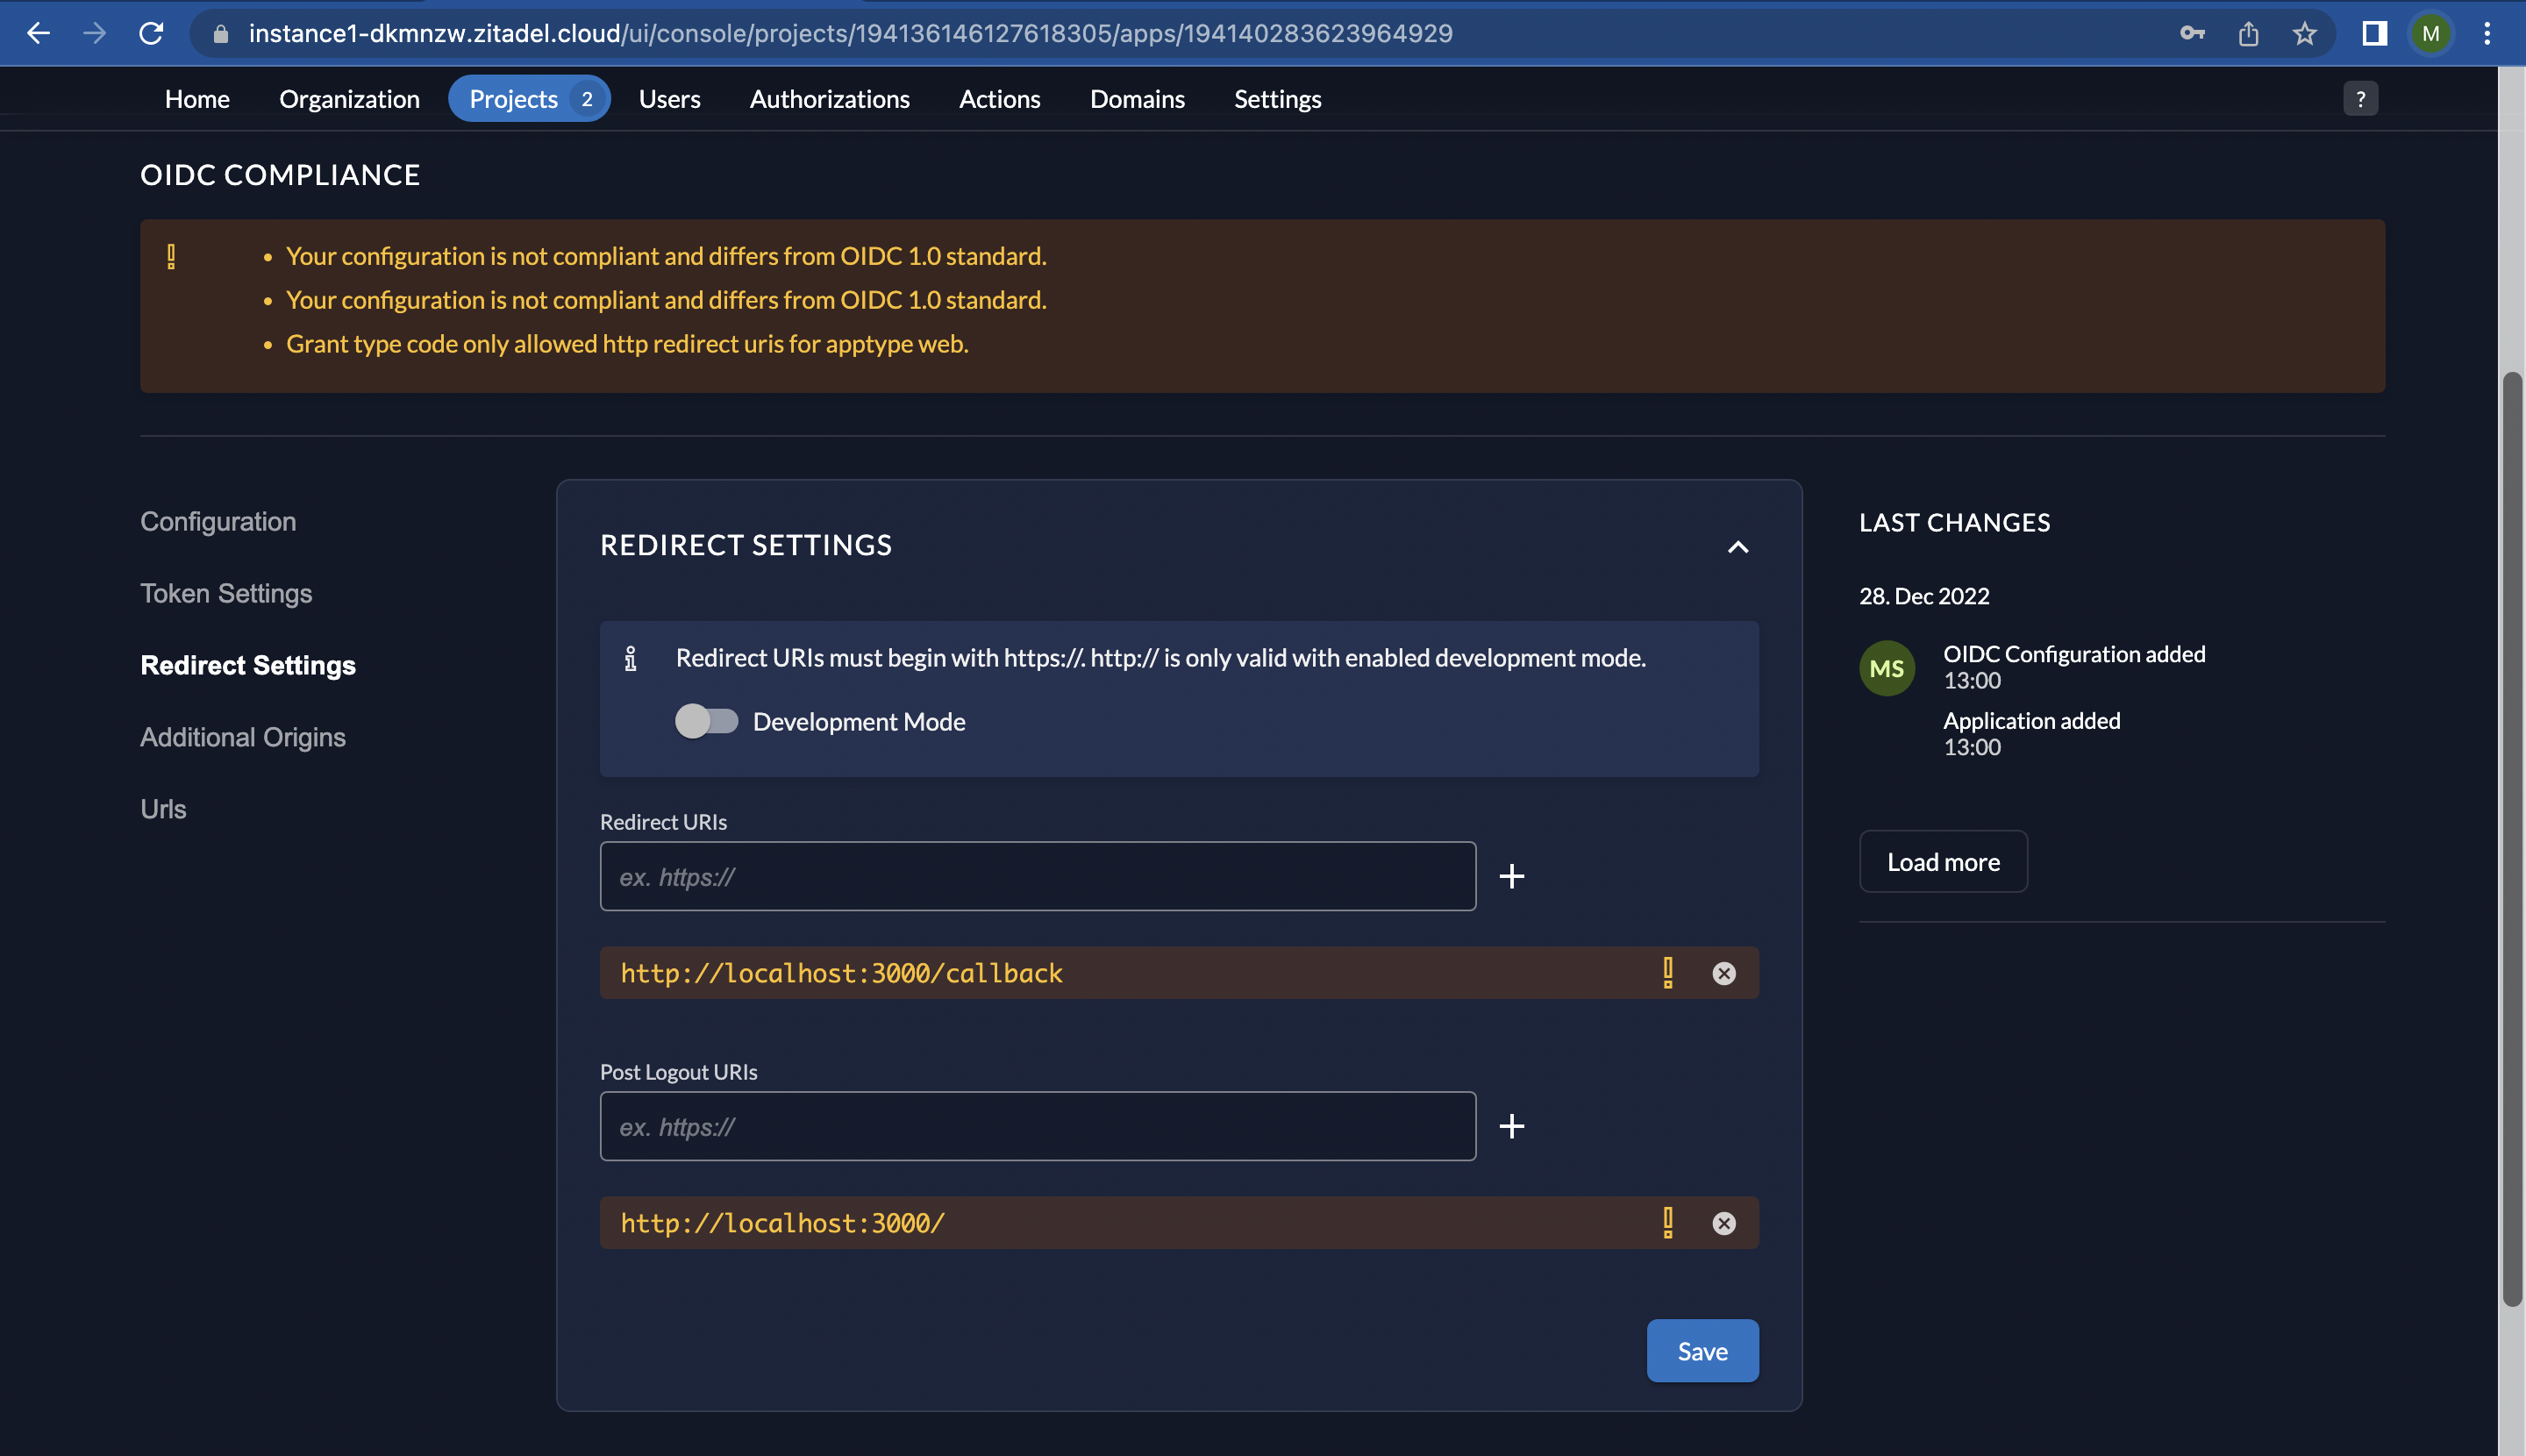 instance1-dkmnzw.zitadel.cloud/ui/console/projects/194136146127618305/apps/194140283623964929
M
Home Organization Projects 2 Users Authorizations Actions Domains Settings ?
OIDC COMPLIANCE
! • Your configuration is not compliant and differs from OIDC 1.0 standard.
• Your configuration is not compliant and differs from OIDC 1.0 standard.
• Grant type code only allowed http redirect uris for apptype web.
Configuration
Token Settings
Redirect Settings
Additional Origins
Urls
REDIRECT SETTINGS
i Redirect URIs must begin with https://. http:// is only valid with enabled development mode.
Development Mode
Redirect URIs
ex. https://
+
http://localhost:3000/callback !
Post Logout URIs
ex. https://
+
http://localhost:3000/ !
Save
LAST CHANGES
28. Dec 2022
MS
OIDC Configuration added
13:00
Application added
13:00
Load more